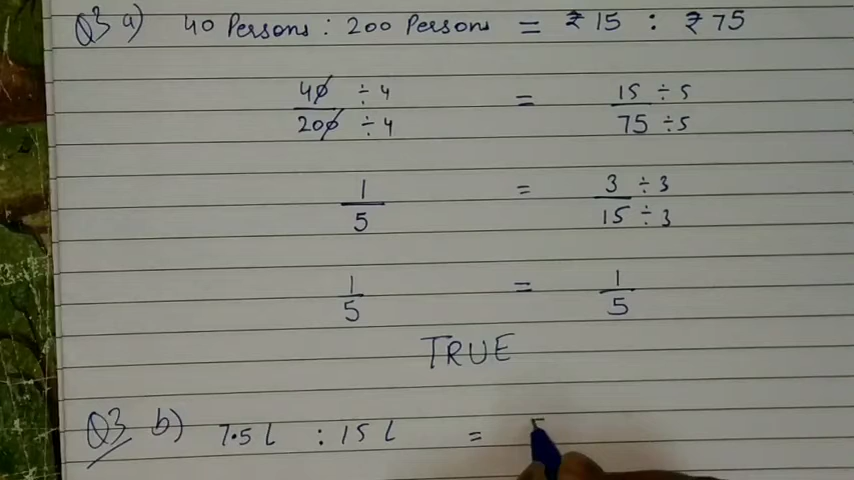 Q3 a) 40 Persons : 200 Persons = ₹ 15 : ₹ 75
40 ÷ 4 = 15 ÷ 5
200 ÷ 4 75 ÷ 5
1 = 3 ÷ 3
5 15 ÷ 3
1 = 1
5 5
TRUE
Q3 b) 7.5 l : 15 l = 5